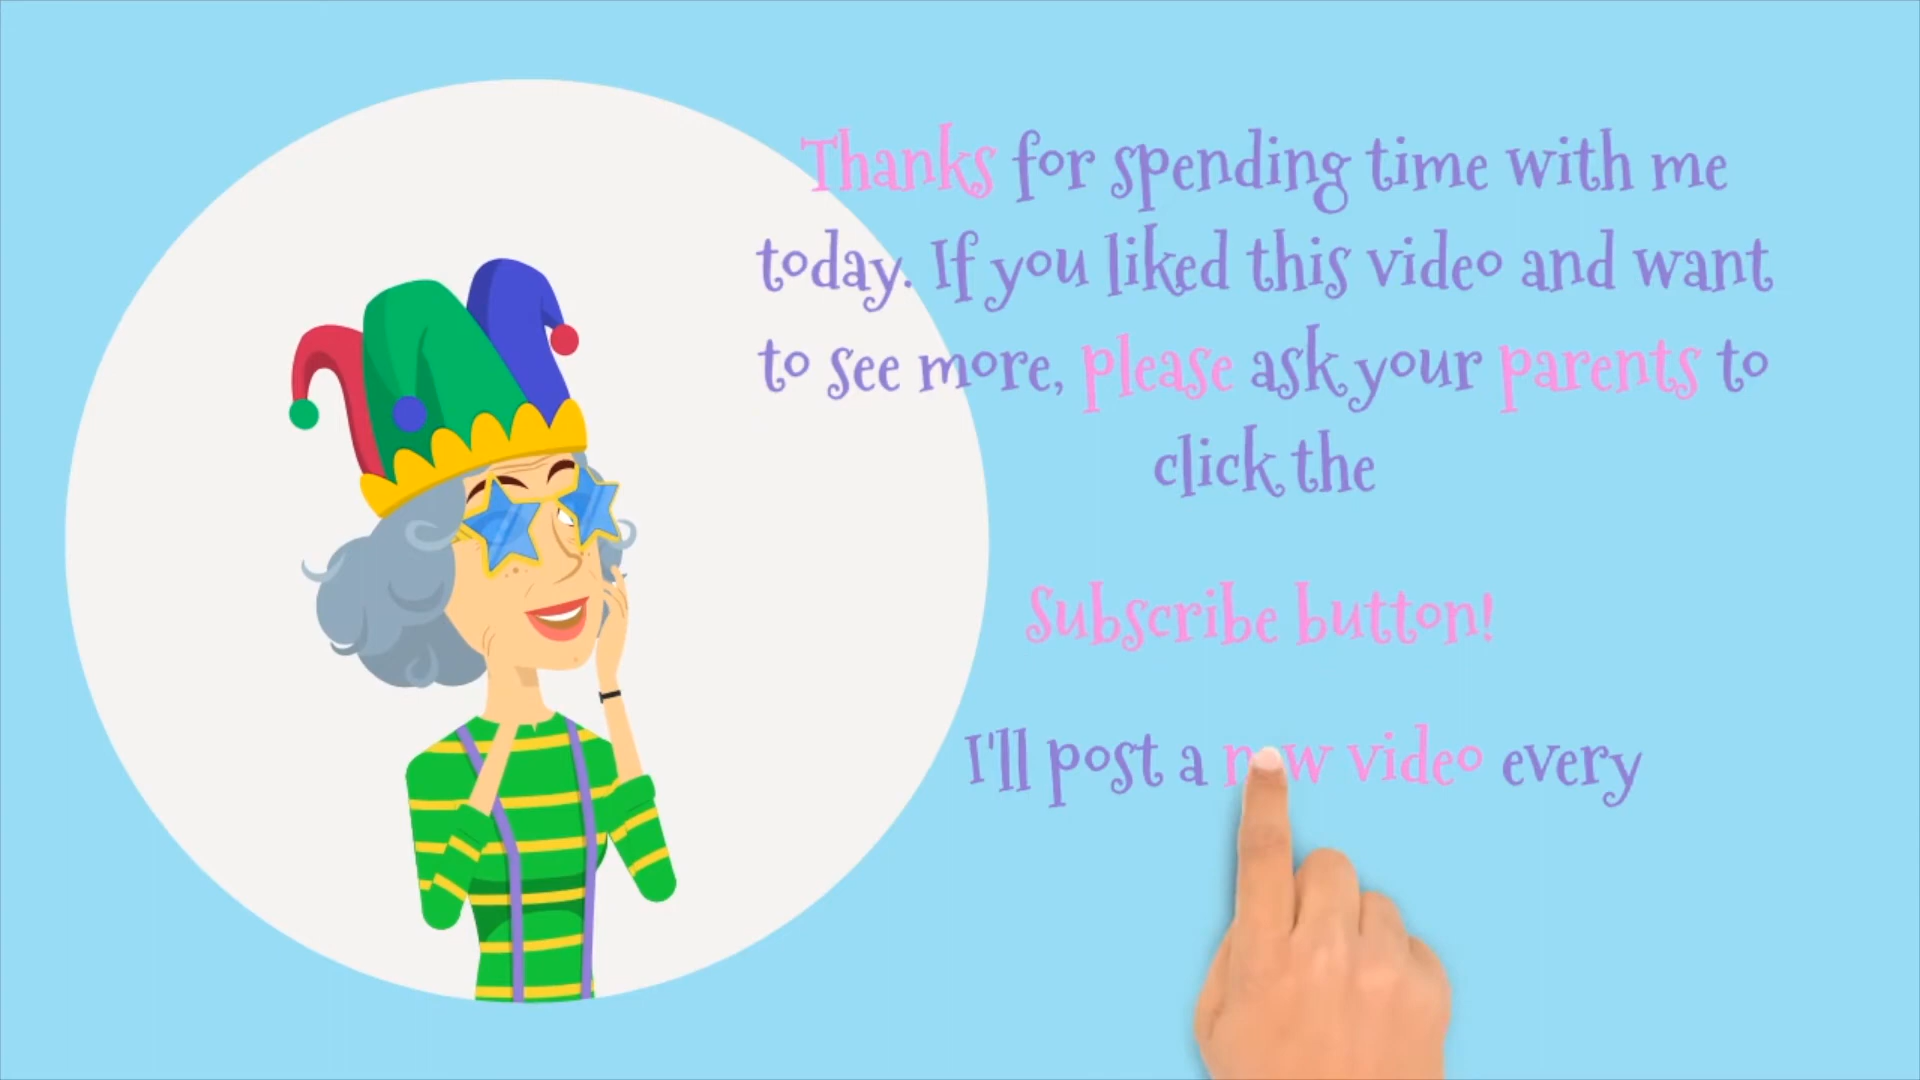 Thanks for spending time with me
today. If you liked this video and want
to see more, please ask your parents to
click the
Subscribe button!
I'll post a new video every